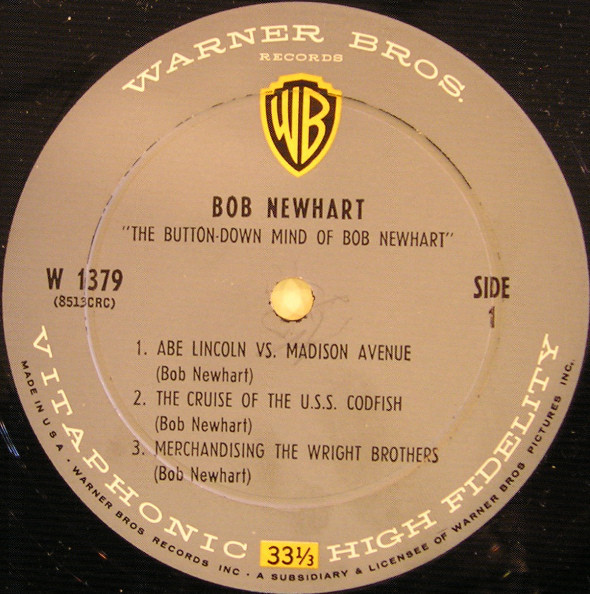 WARNER BROS.
RECORDS
WB
BOB NEWHART
"THE BUTTON-DOWN MIND OF BOB NEWHART"
W 1379
(8513CRC)
SIDE
1
1. ABE LINCOLN VS. MADISON AVENUE
(Bob Newhart)
2. THE CRUISE OF THE U.S.S. CODFISH
(Bob Newhart)
3. MERCHANDISING THE WRIGHT BROTHERS
(Bob Newhart)
VITAPHONIC 33⅓ HIGH FIDELITY
MADE IN U.S.A. · WARNER BROS RECORDS INC · A SUBSIDIARY & LICENSEE OF WARNER BROS PICTURES INC.